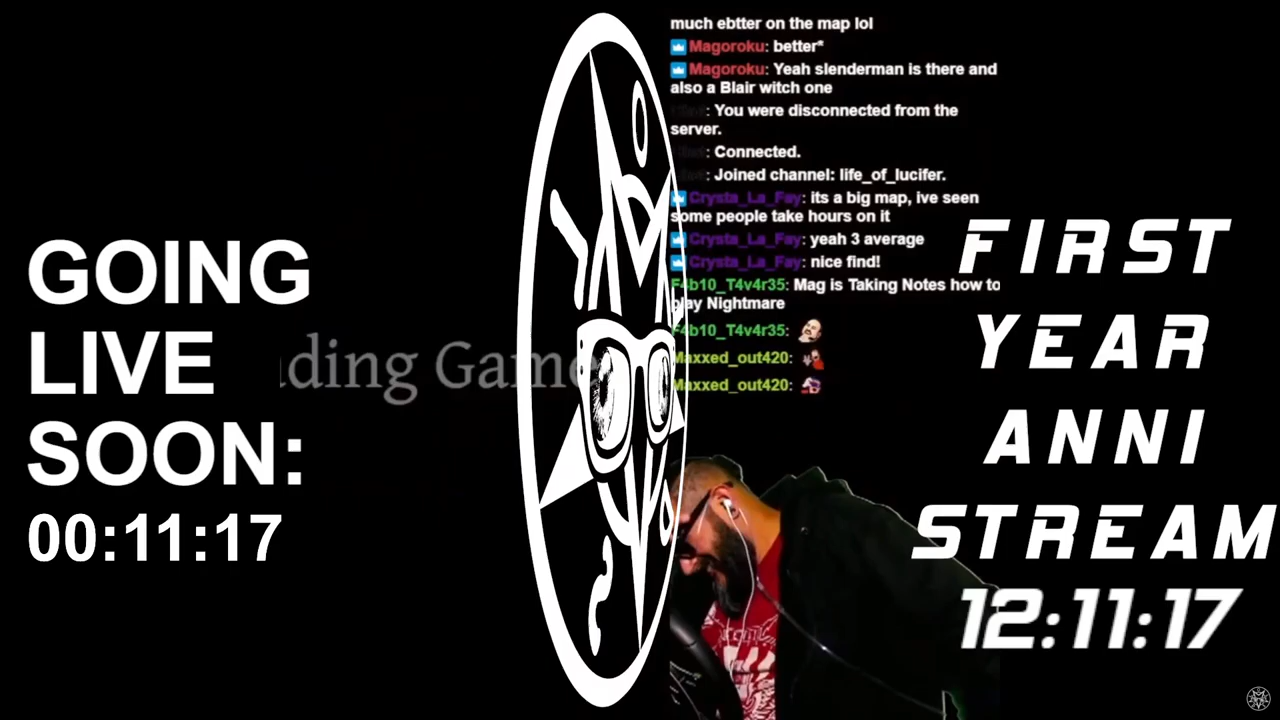 GOING
LIVE
SOON:
00:11:17
ding Game
much ebtter on the map lol
Magoroku: better*
Magoroku: Yeah slenderman is there and
also a Blair witch one
: You were disconnected from the
server.
: Connected.
: Joined channel: life_of_lucifer.
Crysta_La_Fay: its a big map, ive seen
some people take hours on it
Crysta_La_Fay: yeah 3 average
Crysta_La_Fay: nice find!
F4b10_T4v4r35: Mag is Taking Notes how to
play Nightmare
F4b10_T4v4r35:
Maxxed_out420:
Maxxed_out420:
FIRST
YEAR
ANNI
STREAM
12:11:17